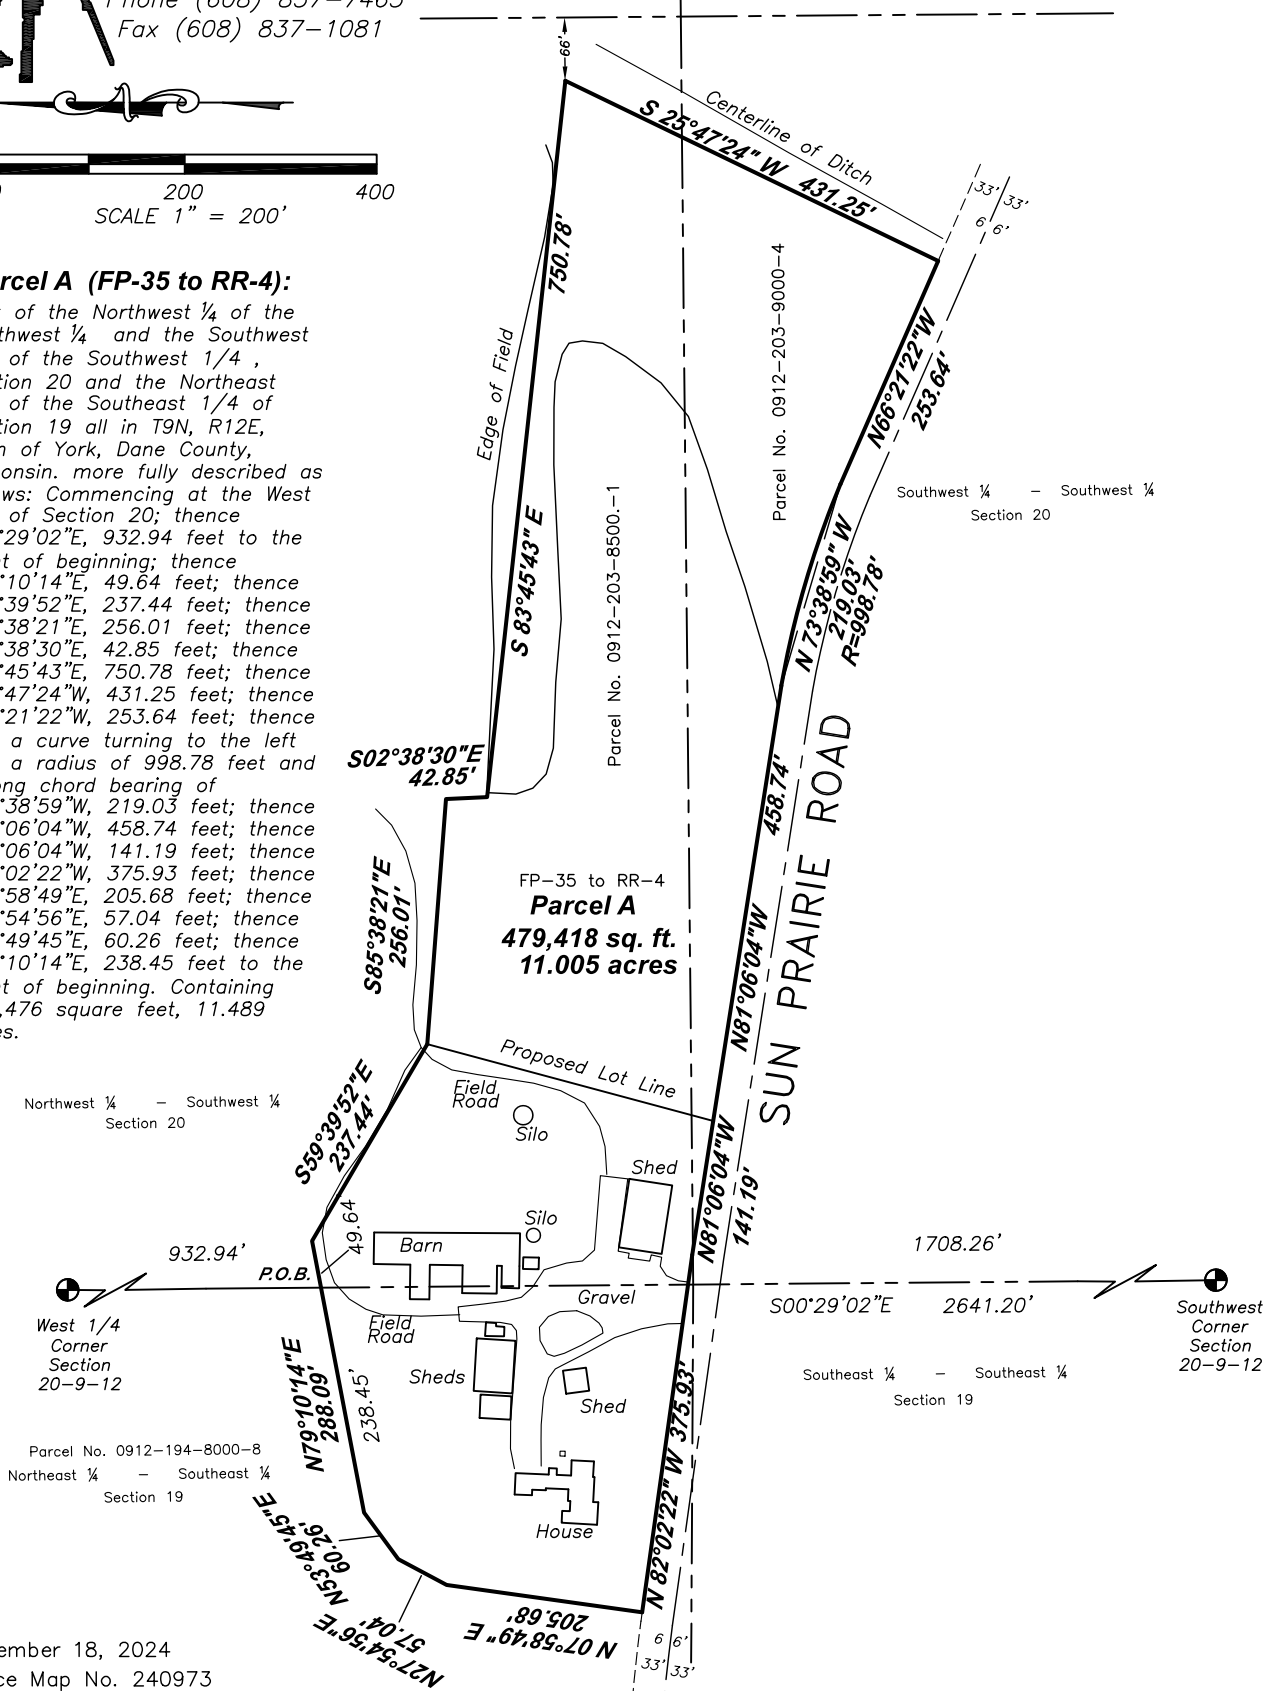 Phone (608) 837-7463
Fax (608) 837-1081
200
400
SCALE 1" = 200'
rcel A (FP-35 to RR-4):
of the Northwest ¼ of the
thwest ¼ and the Southwest
of the Southwest 1/4 ,
tion 20 and the Northeast
of the Southeast 1/4 of
tion 19 all in T9N, R12E,
n of York, Dane County,
consin. more fully described as
ws: Commencing at the West
of Section 20; thence
°29'02"E, 932.94 feet to the
nt of beginning; thence
°10'14"E, 49.64 feet; thence
°39'52"E, 237.44 feet; thence
°38'21"E, 256.01 feet; thence
°38'30"E, 42.85 feet; thence
°45'43"E, 750.78 feet; thence
°47'24"W, 431.25 feet; thence
°21'22"W, 253.64 feet; thence
a curve turning to the left
a radius of 998.78 feet and
ong chord bearing of
°38'59"W, 219.03 feet; thence
°06'04"W, 458.74 feet; thence
°06'04"W, 141.19 feet; thence
°02'22"W, 375.93 feet; thence
°58'49"E, 205.68 feet; thence
°54'56"E, 57.04 feet; thence
°49'45"E, 60.26 feet; thence
°10'14"E, 238.45 feet to the
nt of beginning. Containing
,476 square feet, 11.489
es.
66'
Centerline of Ditch
S 25°47'24" W 431.25'
33'
33'
6 6'
750.78'
Edge of Field
Parcel No. 0912-203-9000-4
N66°21'22"W
253.64'
Southwest ¼ - Southwest ¼
Section 20
S 83°45'43" E
Parcel No. 0912-203-8500.-1
N 73°38'59" W
219.03'
R=998.78'
S02°38'30"E
42.85'
458.74'
SUN PRAIRIE ROAD
S85°38'21"E
256.01'
FP-35 to RR-4
Parcel A
479,418 sq. ft.
11.005 acres
N81°06'04"W
Proposed Lot Line
Northwest ¼ - Southwest ¼
Section 20
S59°39'52"E
237.44'
Field
Road
Silo
Shed
N81°06'04"W
141.19'
49.64
Silo
Barn
932.94'
P.O.B.
1708.26'
Gravel
S00°29'02"E 2641.20'
West 1/4
Corner
Section
20-9-12
Southwest
Corner
Section
20-9-12
Field
Road
N79°10'14"E
288.09'
238.45'
Sheds
Shed
N 82°02'22" W 375.93'
Southeast ¼ - Southeast ¼
Section 19
Parcel No. 0912-194-8000-8
Northeast ¼ - Southeast ¼
Section 19
N53°49'45"E
60.26'
House
N27°54'56"E
57.04'
N 07°58'49" E
205.68'
6 6'
33'
33'
ember 18, 2024
ce Map No. 240973